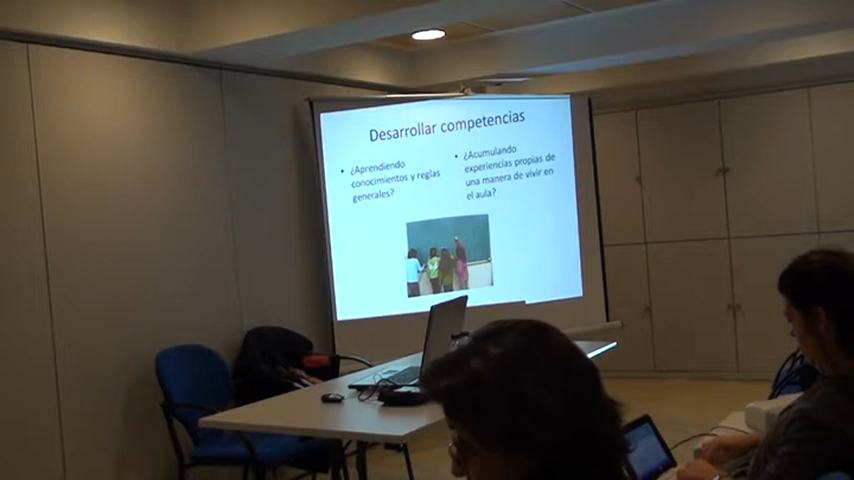 Desarrollar competencias
• ¿Aprendiendo
conocimientos y reglas
generales?
• ¿Acumulando
experiencias propias de
una manera de vivir en
el aula?